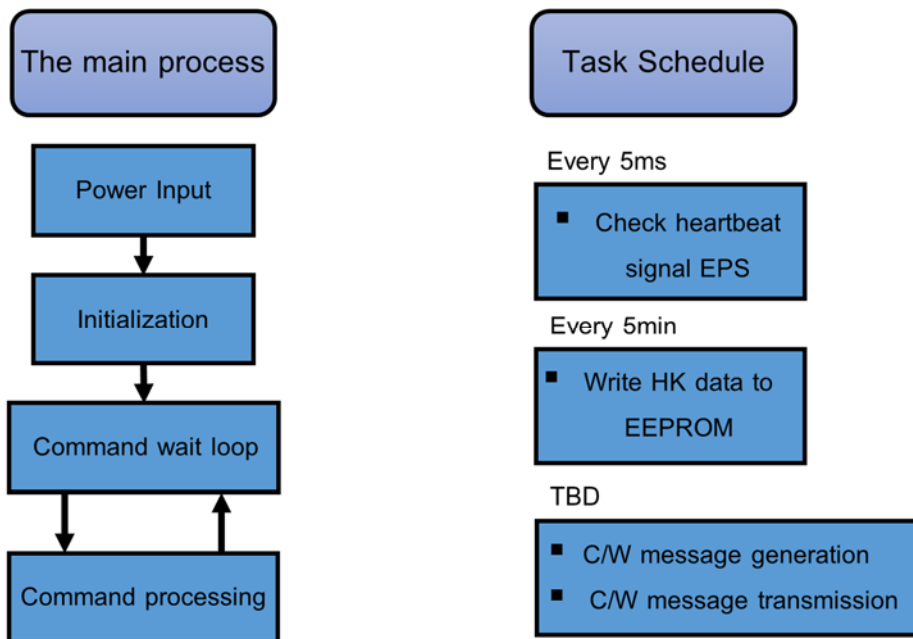 The main process
Power Input
Initialization
Command wait loop
Command processing
Task Schedule
Every 5ms
▪ Check heartbeat
signal EPS
Every 5min
▪ Write HK data to
EEPROM
TBD
▪ C/W message generation
▪ C/W message transmission